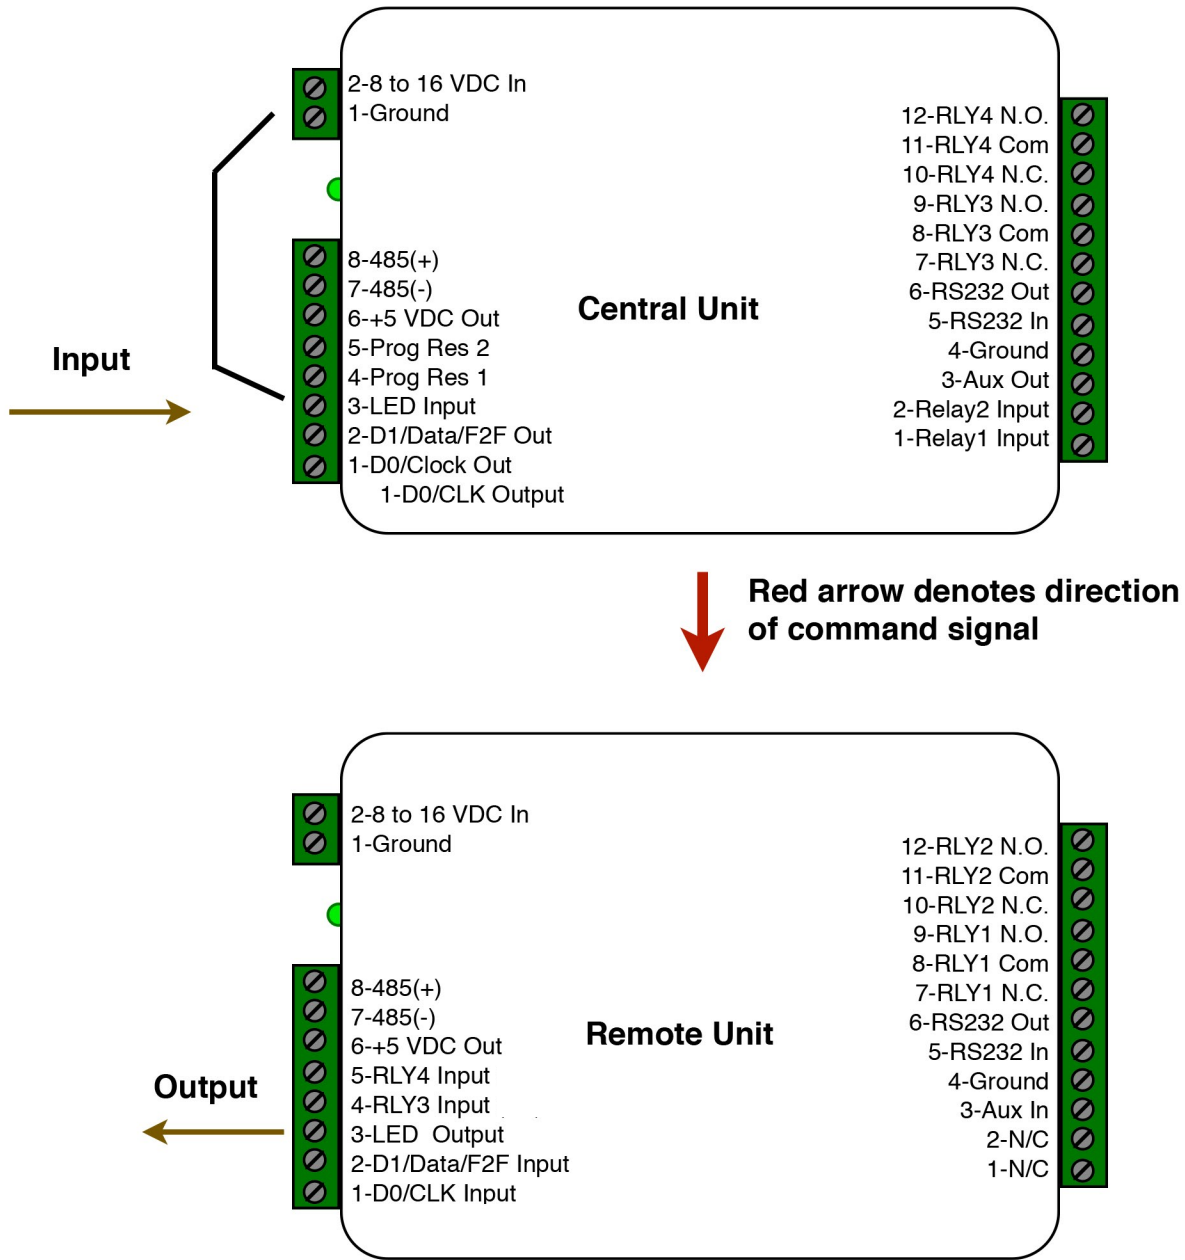 2-8 to 16 VDC In
1-Ground
12-RLY4 N.O.
11-RLY4 Com
10-RLY4 N.C.
9-RLY3 N.O.
8-RLY3 Com
7-RLY3 N.C.
6-RS232 Out
5-RS232 In
4-Ground
3-Aux Out
2-Relay2 Input
1-Relay1 Input
8-485(+)
7-485(-)
6-+5 VDC Out
5-Prog Res 2
4-Prog Res 1
3-LED Input
2-D1/Data/F2F Out
1-D0/Clock Out
1-D0/CLK Output
Central Unit
Input
Red arrow denotes direction
of command signal
2-8 to 16 VDC In
1-Ground
12-RLY2 N.O.
11-RLY2 Com
10-RLY2 N.C.
9-RLY1 N.O.
8-RLY1 Com
7-RLY1 N.C.
6-RS232 Out
5-RS232 In
4-Ground
3-Aux In
2-N/C
1-N/C
8-485(+)
7-485(-)
6-+5 VDC Out
5-RLY4 Input
4-RLY3 Input
3-LED  Output
2-D1/Data/F2F Input
1-D0/CLK Input
Remote Unit
Output